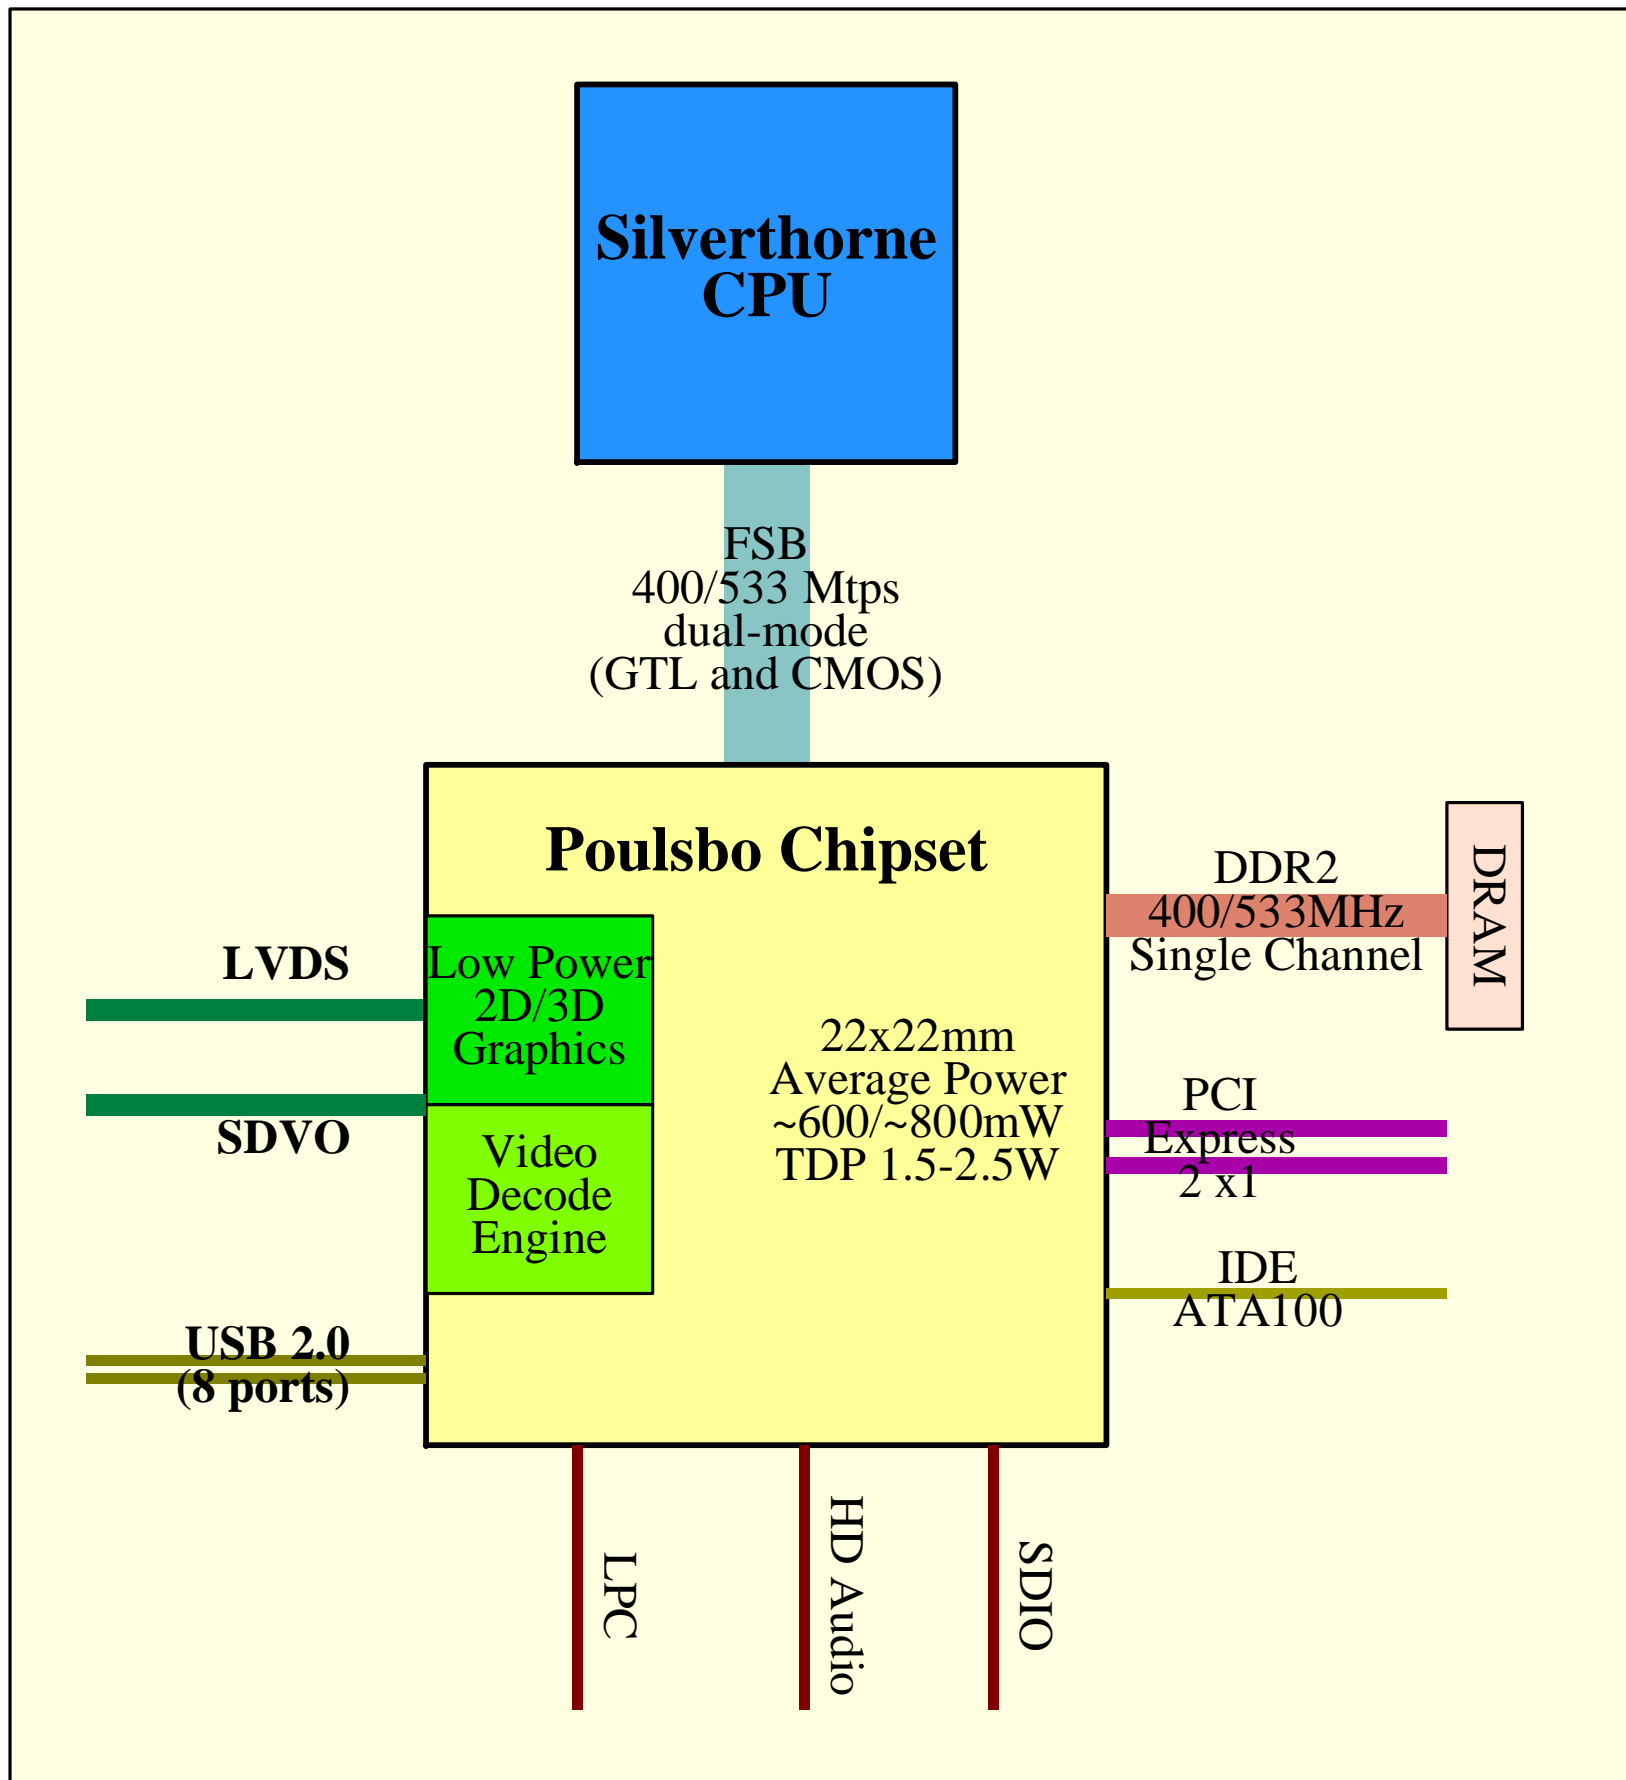 Silverthorne
CPU
FSB
400/533 Mtps
dual-mode
(GTL and CMOS)
Poulsbo Chipset
DDR2
400/533MHz
Single Channel
DRAM
LVDS
Low Power
2D/3D
Graphics
22x22mm
Average Power
~600/~800mW
TDP 1.5-2.5W
PCI
Express
2 x1
SDVO
Video
Decode
Engine
IDE
ATA100
USB 2.0
(8 ports)
LPC
HD Audio
SDIO